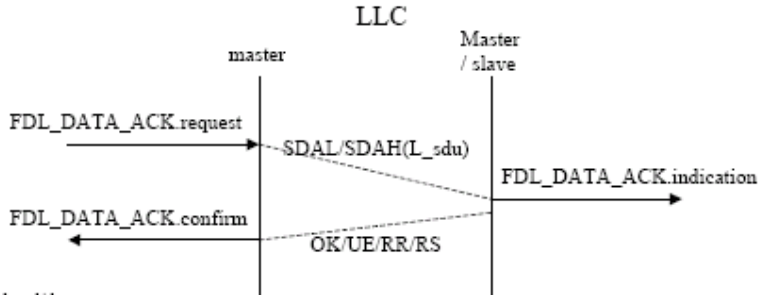 LLC
master
Master
/ slave
FDL_DATA_ACK.request
SDAL/SDAH(L_sdu)
FDL_DATA_ACK.indication
FDL_DATA_ACK.confirm
OK/UE/RR/RS